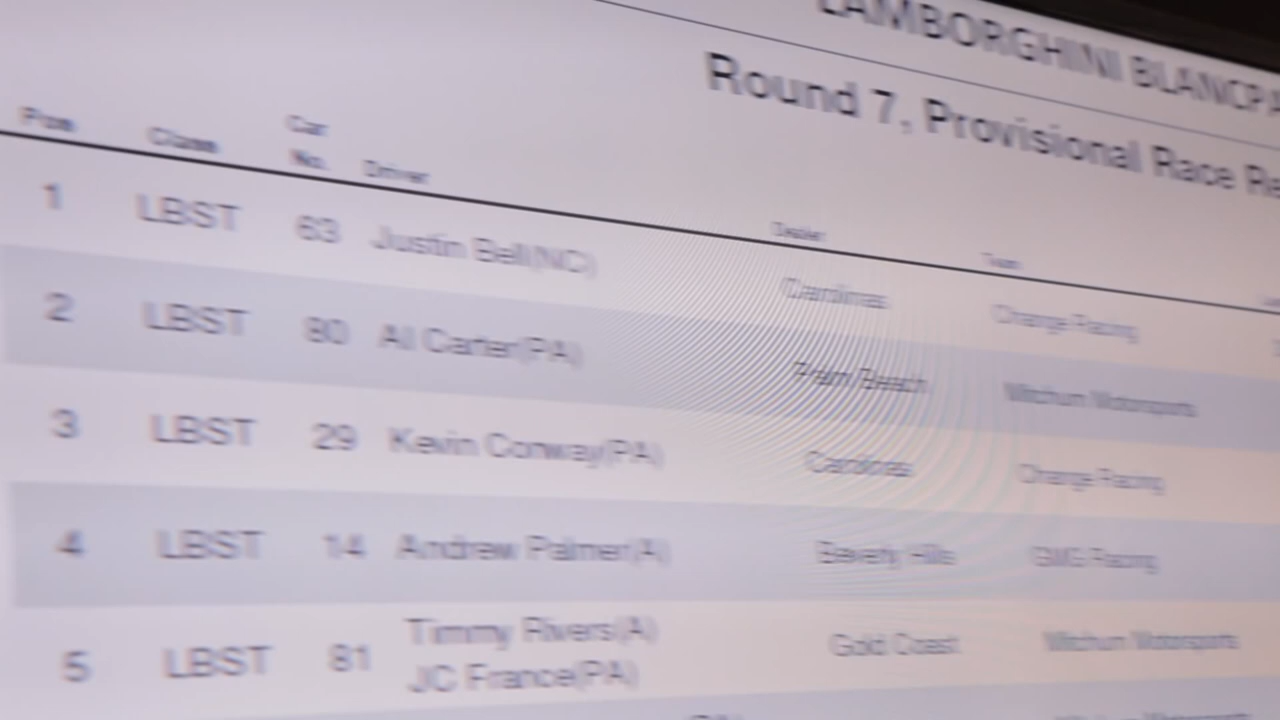 LAMBORGHINI BLANCPA
Round 7, Provisional Race Re
Pos Class Car No. Driver Dealer Team
1 LBST 63 Justin Bell(NC) Carolinas Change Racing
2 LBST 80 Al Carter(PA) Palm Beach Mitchum Motorsports
3 LBST 29 Kevin Conway(PA) Carolinas Change Racing
4 LBST 14 Andrew Palmer(A) Beverly Hills GMG Racing
5 LBST 81 Timmy Rivers(A) Gold Coast Mitchum Motorsports
JC France(PA)